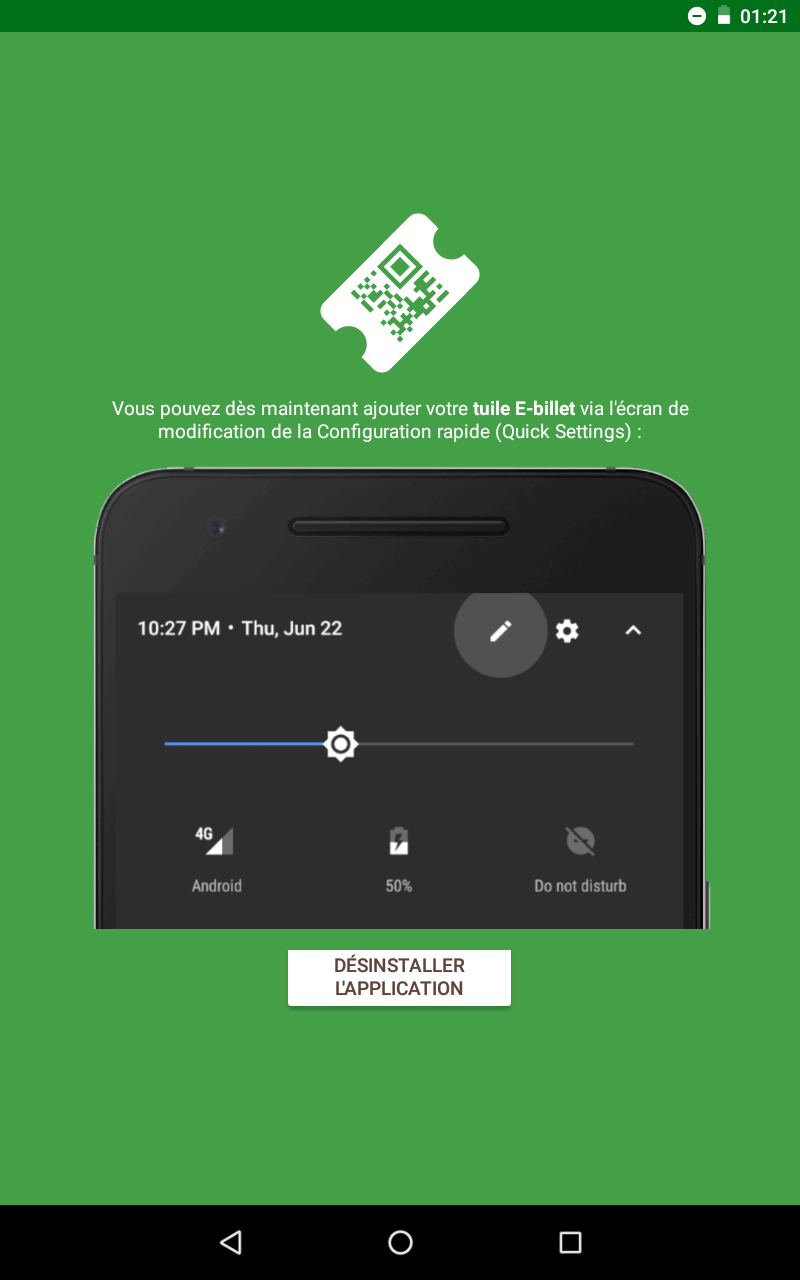 01:21
Vous pouvez dès maintenant ajouter votre tuile E-billet via l'écran de
modification de la Configuration rapide (Quick Settings) :
10:27 PM • Thu, Jun 22
4G
Android
50%
Do not disturb
DÉSINSTALLER
L'APPLICATION